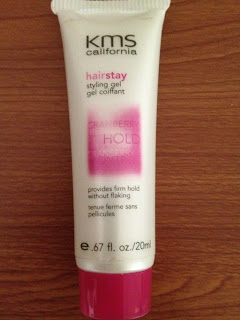 kms
california
hairstay
styling gel
gel coiffant
HOLD
provides firm hold
without flaking
tenue ferme sans
pellicules
e .67 fl. oz./20ml